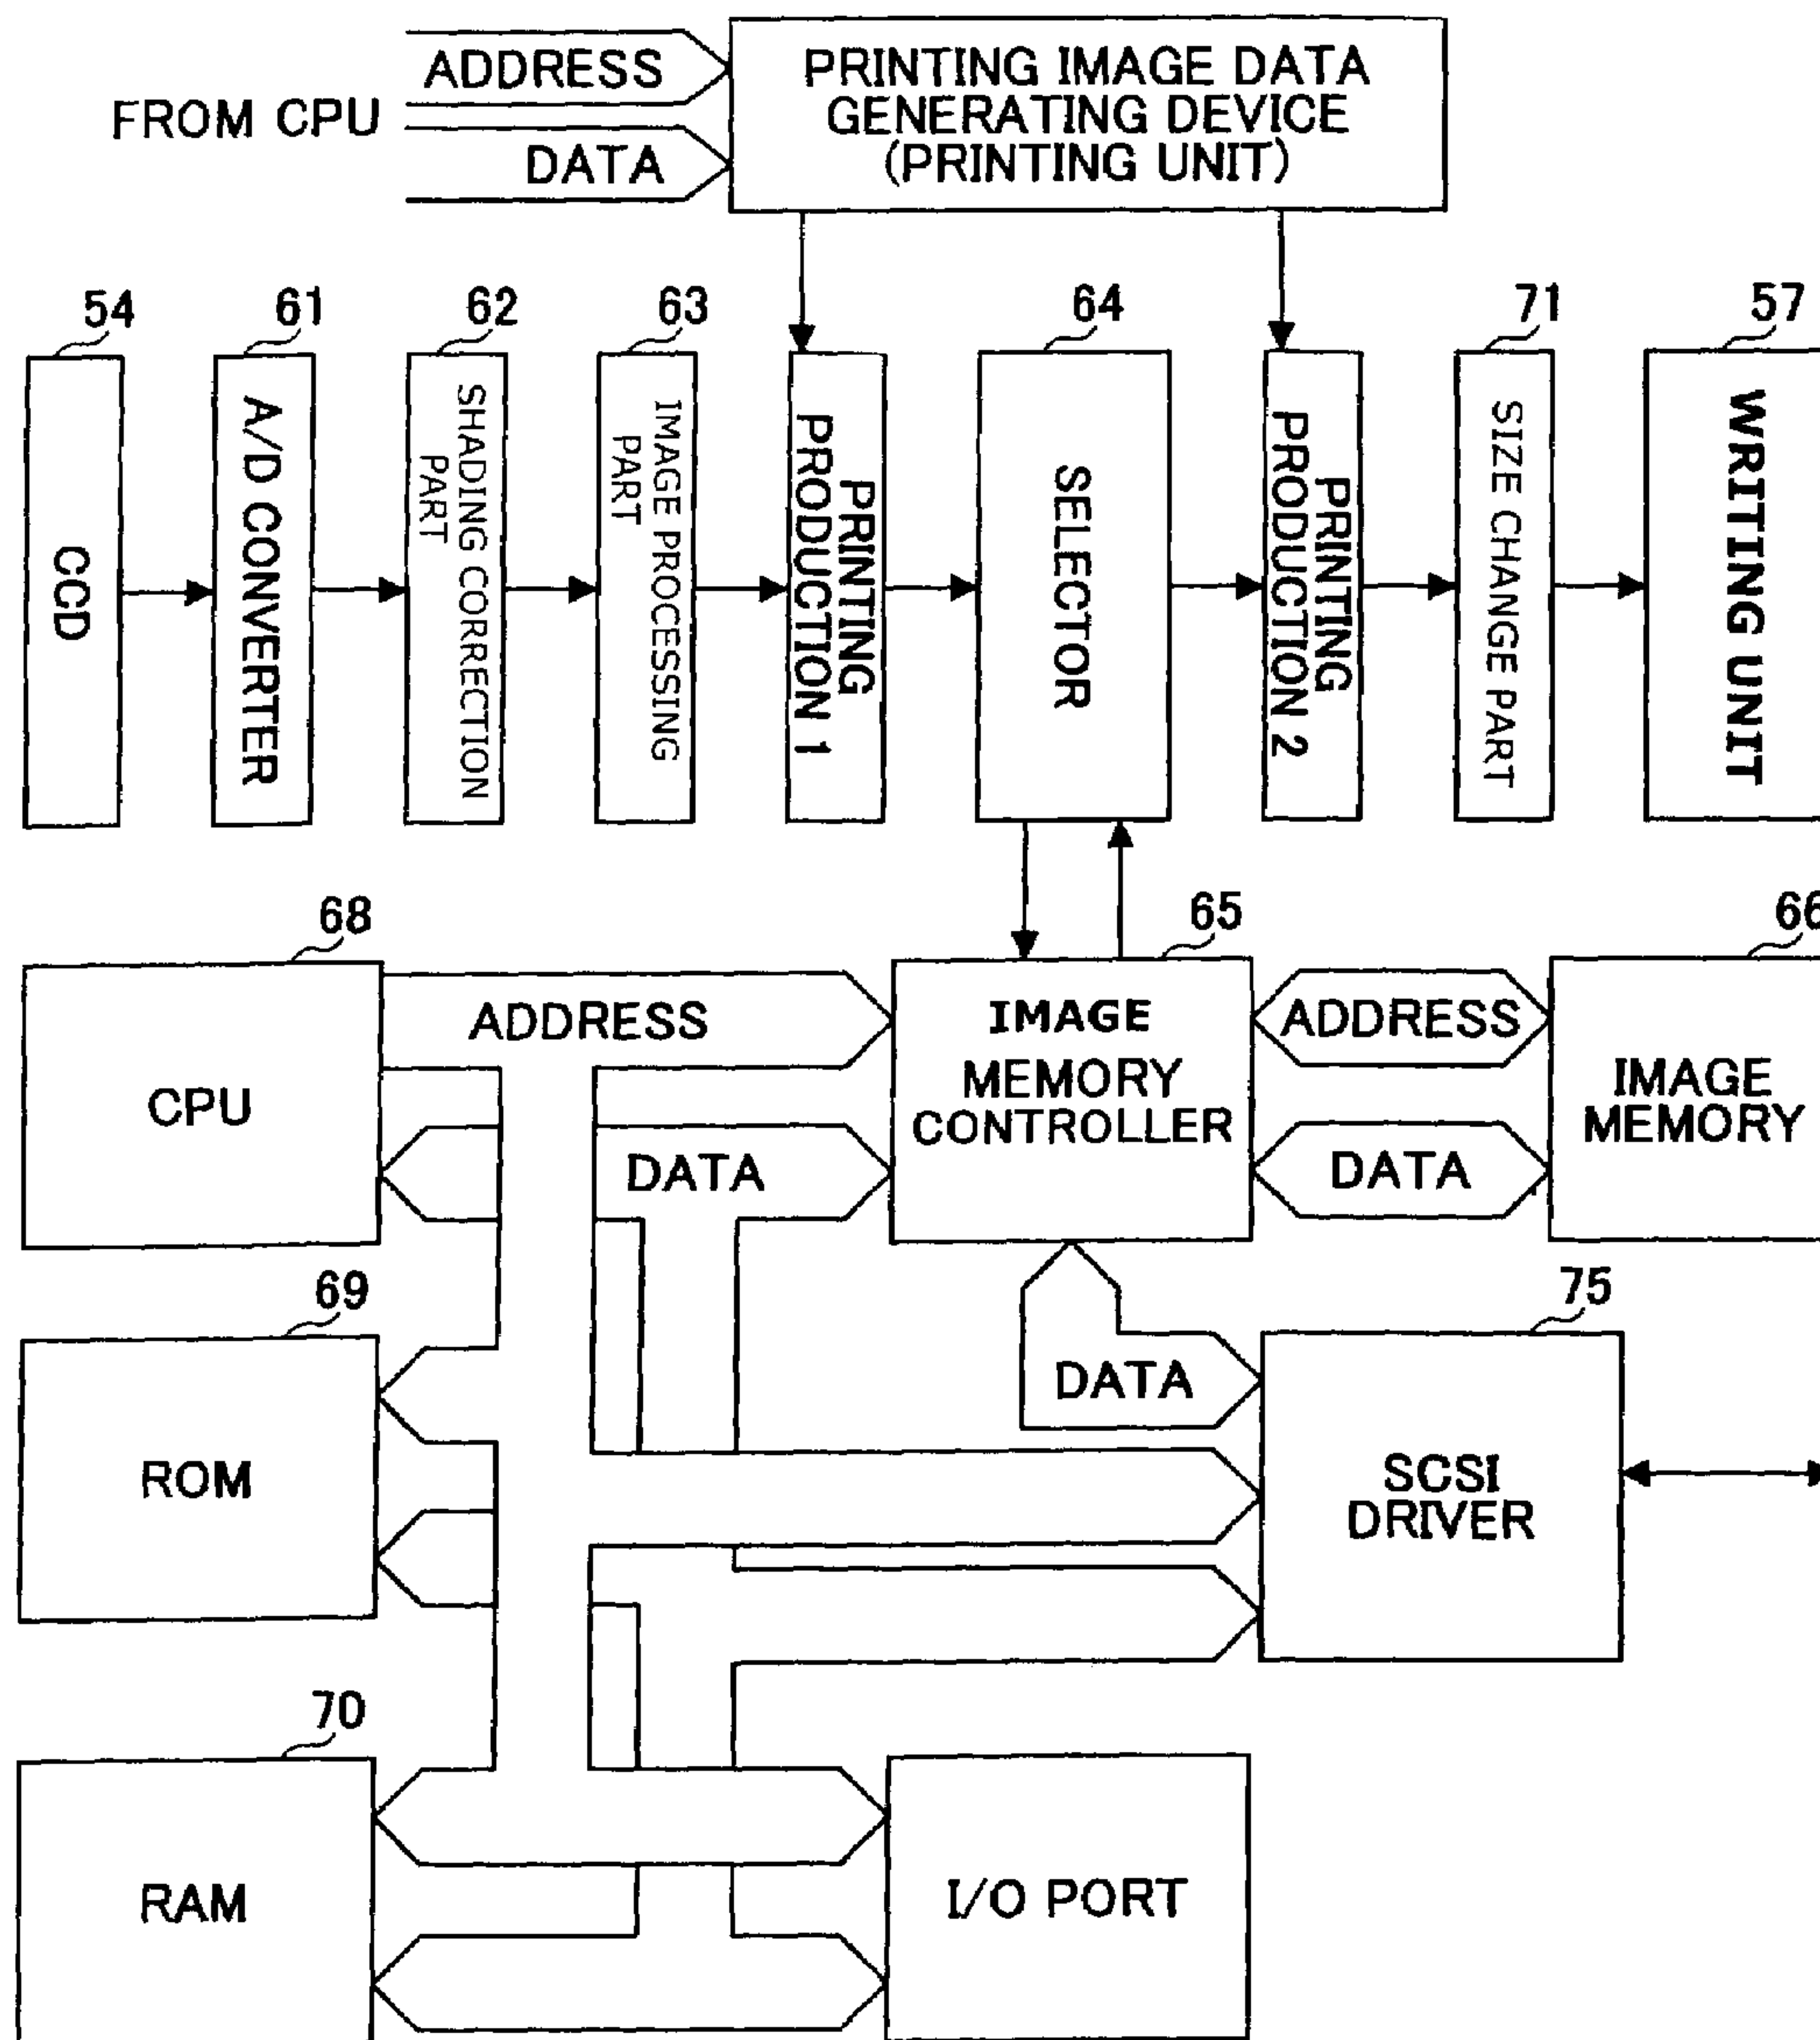 ADDRESS
FROM CPU
DATA
PRINTING IMAGE DATA
GENERATING DEVICE
(PRINTING UNIT)
54
61
62
63
64
71
57
CCD
A/D CONVERTER
SHADING CORRECTION
PART
IMAGE PROCESSING
PART
PRINTING
PRODUCTION 1
SELECTOR
PRINTING
PRODUCTION 2
SIZE CHANGE PART
WRITING UNIT
68
65
66
CPU
ADDRESS
DATA
IMAGE
MEMORY
CONTROLLER
ADDRESS
DATA
IMAGE
MEMORY
69
75
ROM
DATA
SCSI
DRIVER
70
RAM
I/O PORT